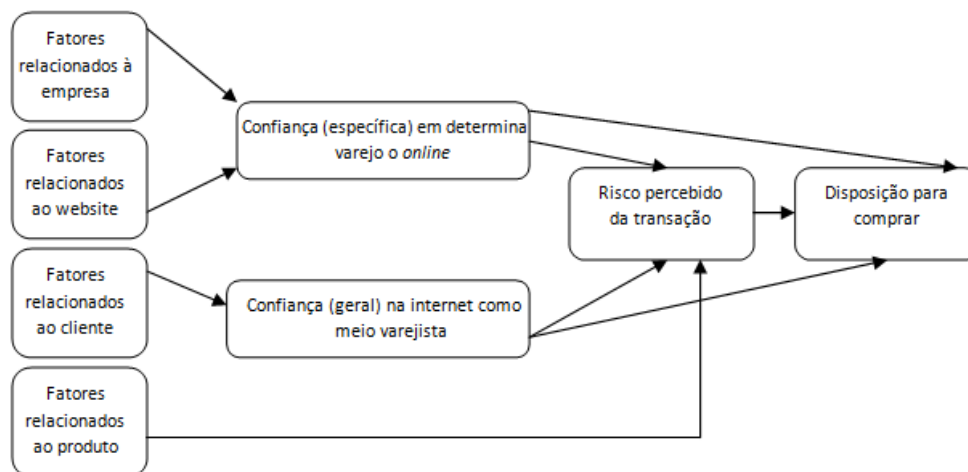 Fatores
relacionados à
empresa
Fatores
relacionados
ao website
Fatores
relacionados
ao cliente
Fatores
relacionados
ao produto
Confiança (específica) em determina
varejo o online
Confiança (geral) na internet como
meio varejista
Risco percebido
da transação
Disposição para
comprar